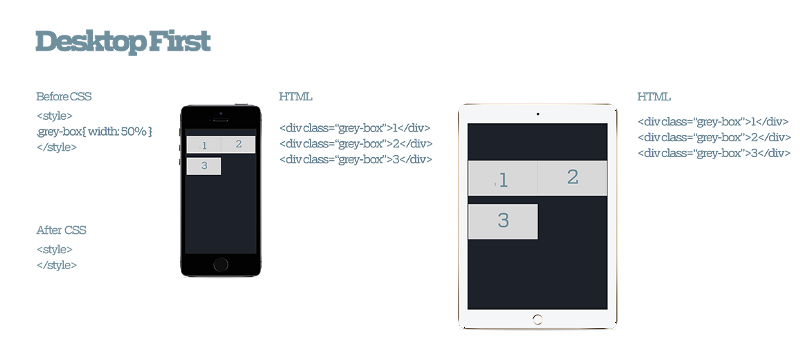 Desktop First
Before CSS
<style>
.grey-box{ width: 50% }
</style>
After CSS
<style>
</style>
1
2
3
HTML
<div class="grey-box">1</div>
<div class="grey-box">2</div>
<div class="grey-box">3</div>
1
2
3
HTML
<div class="grey-box">1</div>
<div class="grey-box">2</div>
<div class="grey-box">3</div>